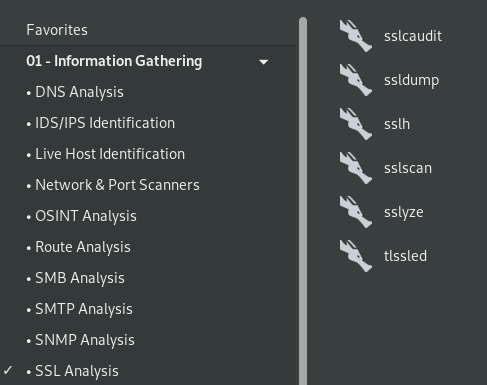 Favorites
01 - Information Gathering
• DNS Analysis
• IDS/IPS Identification
• Live Host Identification
• Network & Port Scanners
• OSINT Analysis
• Route Analysis
• SMB Analysis
• SMTP Analysis
• SNMP Analysis
✓ • SSL Analysis
sslcaudit
ssldump
sslh
sslscan
sslyze
tlssled